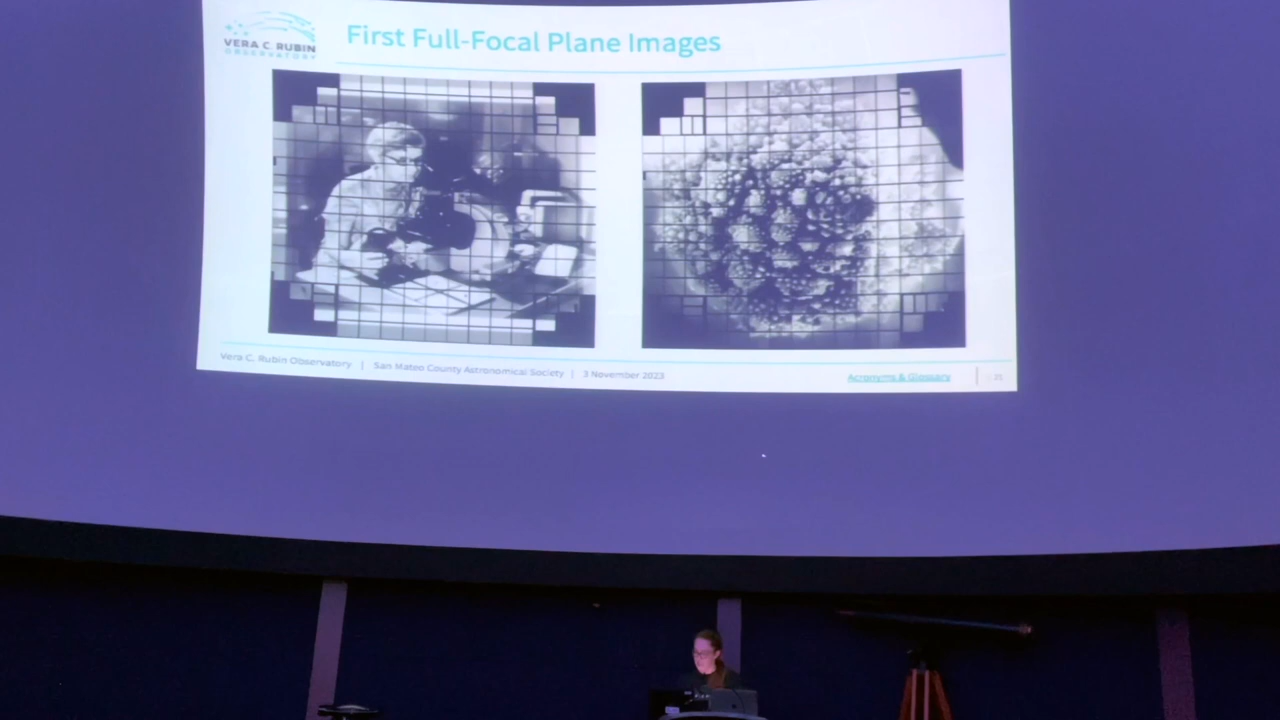 VERA C. RUBIN
OBSERVATORY
First Full-Focal Plane Images
Vera C. Rubin Observatory | San Mateo County Astronomical Society | 3 November 2023
Acronyms & Glossary